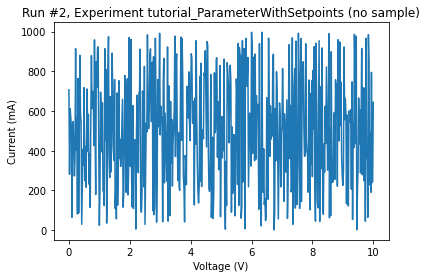 Run #2, Experiment tutorial_ParameterWithSetpoints (no sample)
1000
800
600
400
200
0
Current (mA)
0 2 4 6 8 10
Voltage (V)